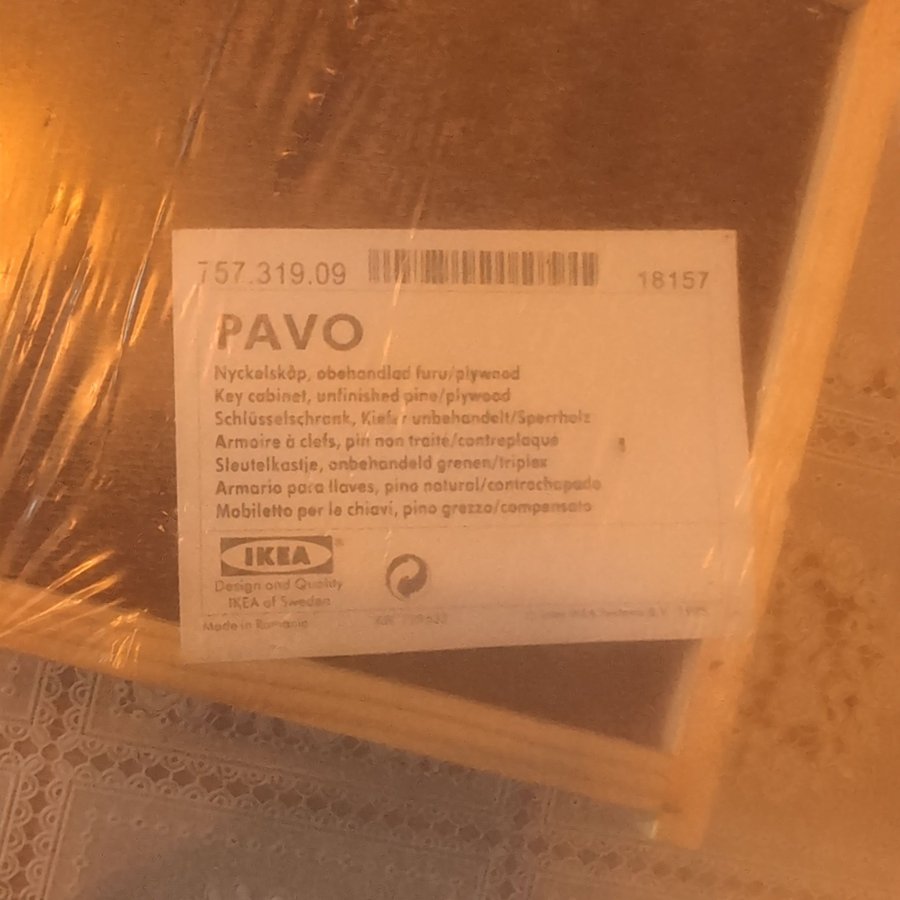 757.319.09
18157
PAVO
Nyckelskåp, obehandlad furu/plywood
Key cabinet, unfinished pine/plywood
Schlüsselschrank, Kiefer unbehandelt/Sperrholz
Armoire à clefs, pin non traité/contreplaqué
Sleutelkastje, onbehandeld grenen/triplex
Armario para llaves, pino natural/contrachapado
Mobiletto per le chiavi, pino grezzo/compensato
IKEA®
Design and Quality
IKEA of Sweden
Made in Romania